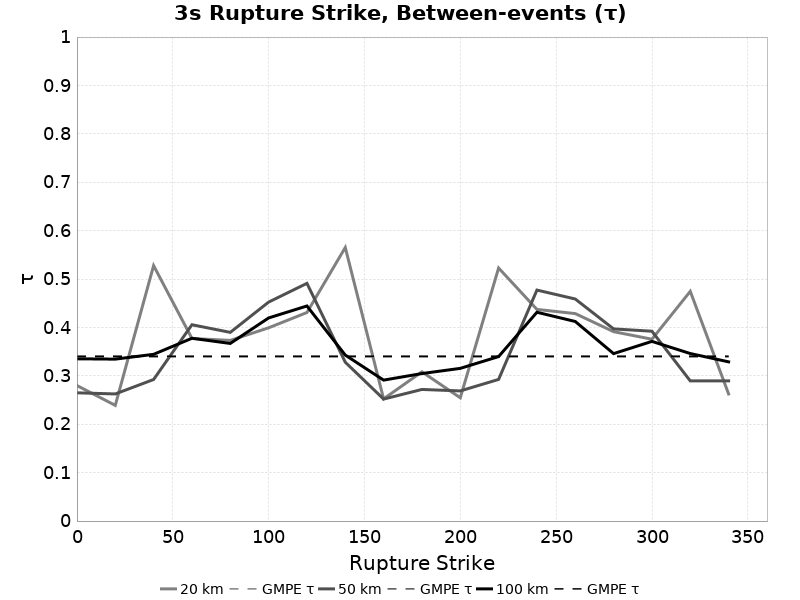 3s Rupture Strike, Between-events (τ)
1
0.9
0.8
0.7
0.6
0.5
0.4
0.3
0.2
0.1
0
τ
0 50 100 150 200 250 300 350
Rupture Strike
20 km GMPE τ 50 km GMPE τ 100 km GMPE τ